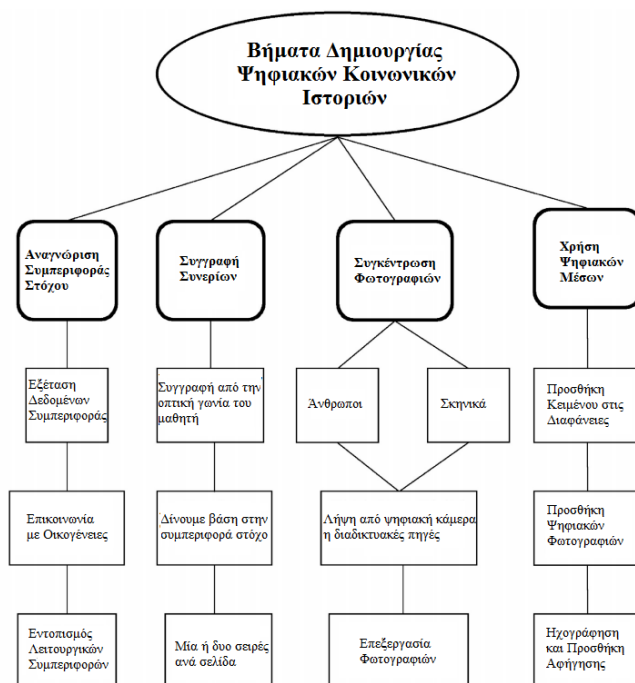 Βήματα Δημιουργίας
Ψηφιακών Κοινωνικών
Ιστοριών
Αναγνώριση
Συμπεριφοράς
Στόχου
Συγγραφή
Συνερίων
Συγκέντρωση
Φωτογραφιών
Χρήση
Ψηφιακών
Μέσων
Εξέταση
Δεδομένων
Συμπεριφοράς
Συγγραφή από την
οπτική γωνία του
μαθητή
Άνθρωποι
Σκηνικά
Προσθήκη
Κειμένου στις
Διαφάνειες
Επικοινωνία
με Οικογένειες
Δίνουμε βάση στην
συμπεριφορά στόχο
Λήψη από ψηφιακή κάμερα
η διαδικτυακές πηγές
Προσθήκη
Ψηφιακών
Φωτογραφιών
Εντοπισμός
Λειτουργικών
Συμπεριφορών
Μία ή δυο σειρές
ανά σελίδα
Επεξεργασία
Φωτογραφιών
Ηχογράφηση
και Προσθήκη
Αφήγησης